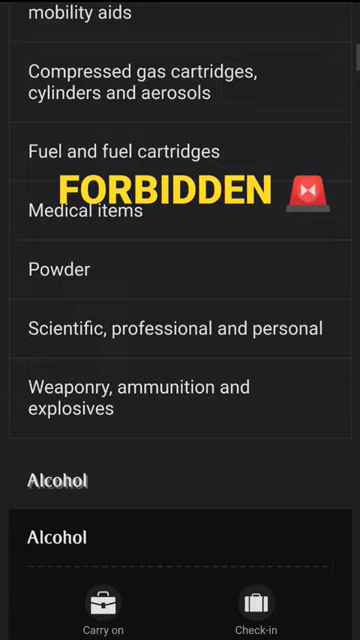 mobility aids
Compressed gas cartridges,
cylinders and aerosols
Fuel and fuel cartridges
FORBIDDEN
Medical items
Powder
Scientific, professional and personal
Weaponry, ammunition and
explosives
Alcohol
Alcohol
Carry on
Check-in